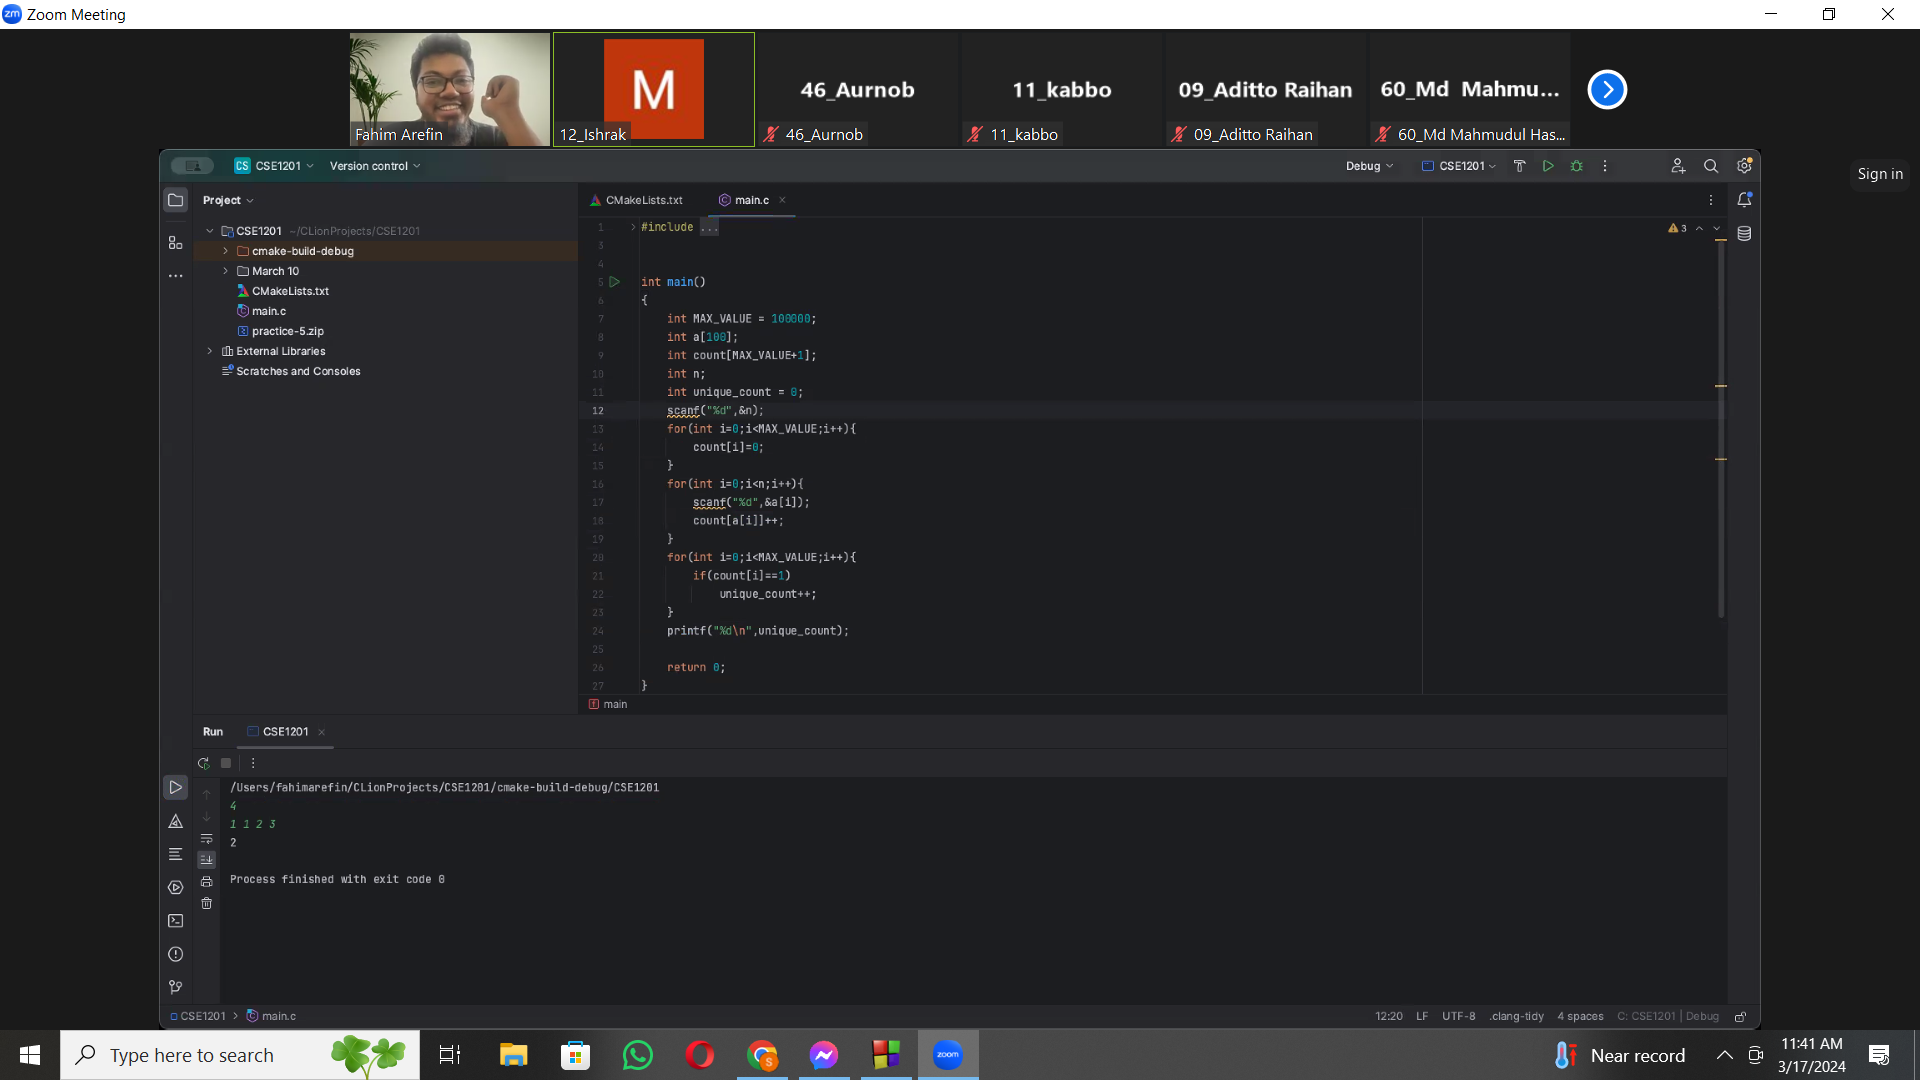 zm Zoom Meeting
Fahim Arefin
M
12_Ishrak
46_Aurnob
46_Aurnob
11_kabbo
11_kabbo
09_Aditto Raihan
09_Aditto Raihan
60_Md Mahmu...
60_Md Mahmudul Has...
Sign in
CS CSE1201 Version control Debug CSE1201
Project
CSE1201 ~/CLionProjects/CSE1201
cmake-build-debug
March 10
CMakeLists.txt
main.c
practice-5.zip
External Libraries
Scratches and Consoles
CMakeLists.txt main.c
3
1 #include ...
3
4
5 int main()
6 {
7 int MAX_VALUE = 100000;
8 int a[100];
9 int count[MAX_VALUE+1];
10 int n;
11 int unique_count = 0;
12 scanf("%d",&n);
13 for(int i=0;i<MAX_VALUE;i++){
14 count[i]=0;
15 }
16 for(int i=0;i<n;i++){
17 scanf("%d",&a[i]);
18 count[a[i]]++;
19 }
20 for(int i=0;i<MAX_VALUE;i++){
21 if(count[i]==1)
22 unique_count++;
23 }
24 printf("%d\n",unique_count);
25
26 return 0;
27 }
f main
Run CSE1201
/Users/fahimarefin/CLionProjects/CSE1201/cmake-build-debug/CSE1201
4
1 1 2 3
2
Process finished with exit code 0
CSE1201 > main.c
12:20 LF UTF-8 .clang-tidy 4 spaces C: CSE1201 | Debug
Type here to search
S
zoom
Near record
11:41 AM
3/17/2024